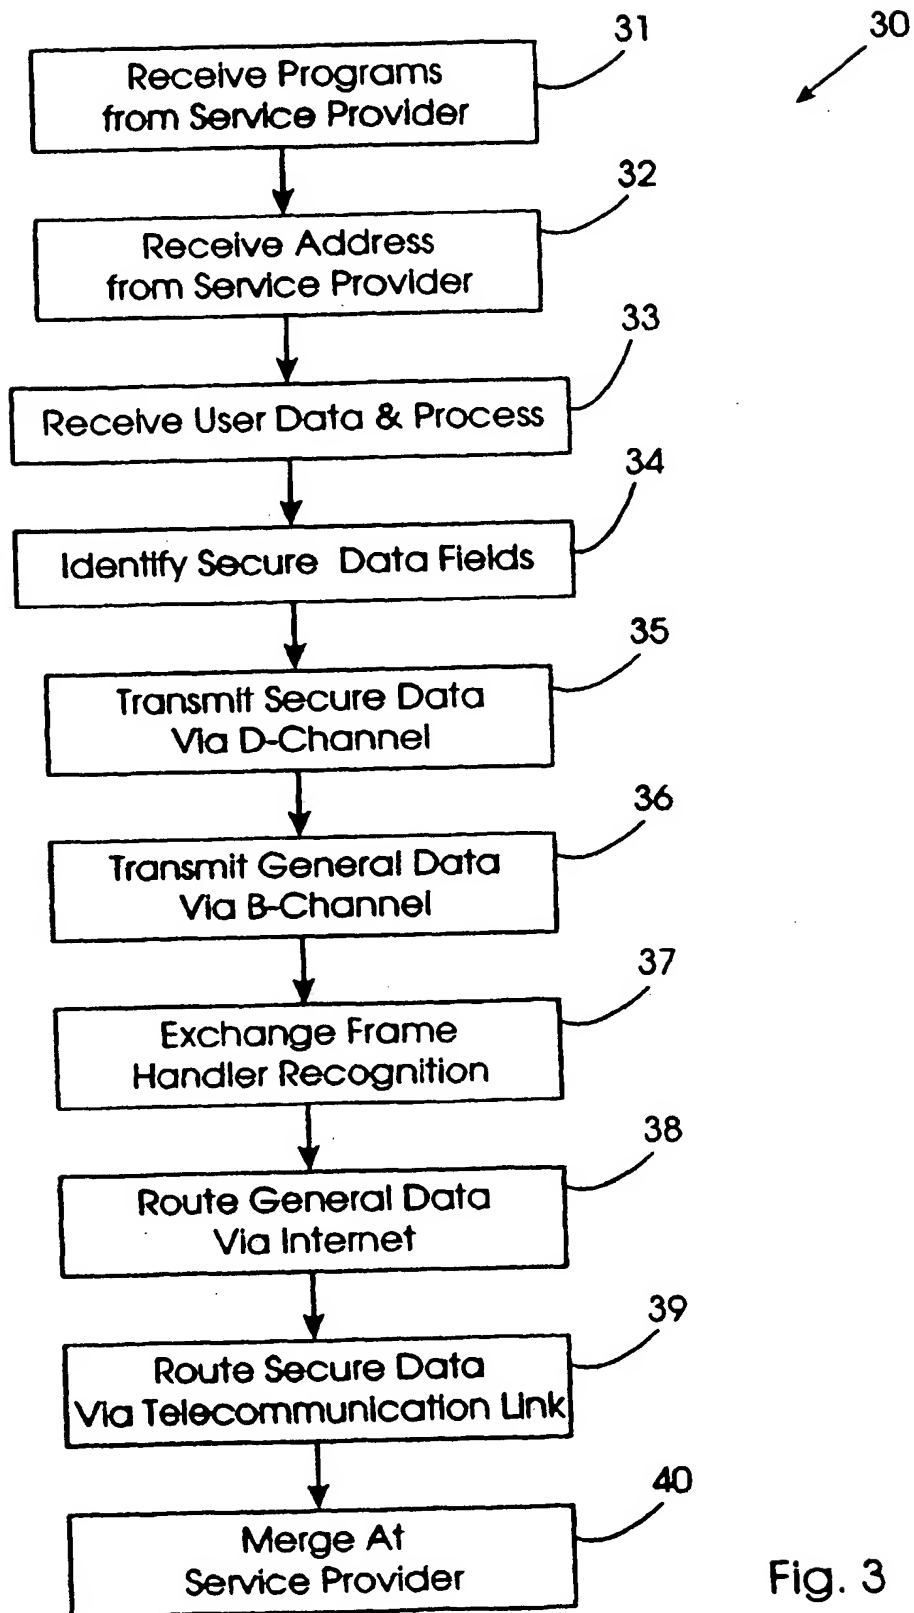 30
31
Receive Programs
from Service Provider
32
Receive Address
from Service Provider
33
Receive User Data & Process
34
Identify Secure Data Fields
35
Transmit Secure Data
Via D-Channel
36
Transmit General Data
Via B-Channel
37
Exchange Frame
Handler Recognition
38
Route General Data
Via Internet
39
Route Secure Data
Via Telecommunication Link
40
Merge At
Service Provider
Fig. 3